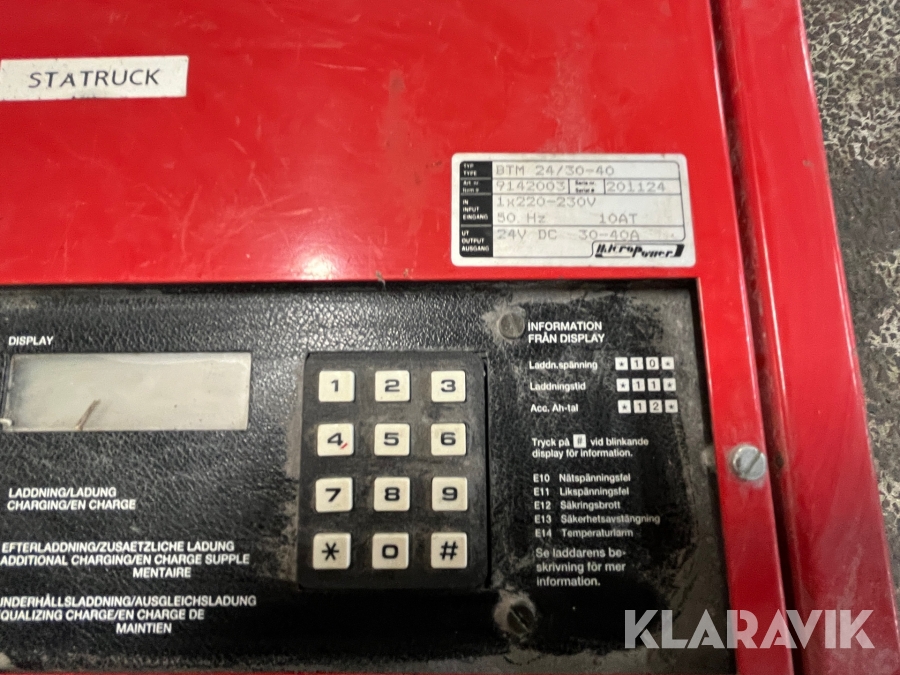 STATRUCK
TYP TYPE BTM 24/30-40
Art. nr. Item # 9142003 Serie nr. Serial # 201124
IN INPUT EINGANG 1x220-230V
50 Hz 10AT
UT OUTPUT AUSGANG 24V DC 30-40A
Micropower
DISPLAY
1 2 3
4 5 6
7 8 9
* 0 #
LADDNING/LADUNG
CHARGING/EN CHARGE
EFTERLADDNING/ZUSAETZLICHE LADUNG
ADDITIONAL CHARGING/EN CHARGE SUPPLE
MENTAIRE
INDERHÅLLSLADDNING/AUSGLEICHSLADUNG
QUALIZING CHARGE/EN CHARGE DE
MAINTIEN
INFORMATION
FRÅN DISPLAY
Laddn.spänning * 1 0 *
Laddningstid * 1 1 *
Acc. Ah-tal * 1 2 *
Tryck på # vid blinkande
display för information.
E10 Nätspänningsfel
E11 Likspänningsfel
E12 Säkringsbrott
E13 Säkerhetsavstängning
E14 Temperaturlarm
Se laddarens be-
skrivning för mer
information.
KLARAVIK